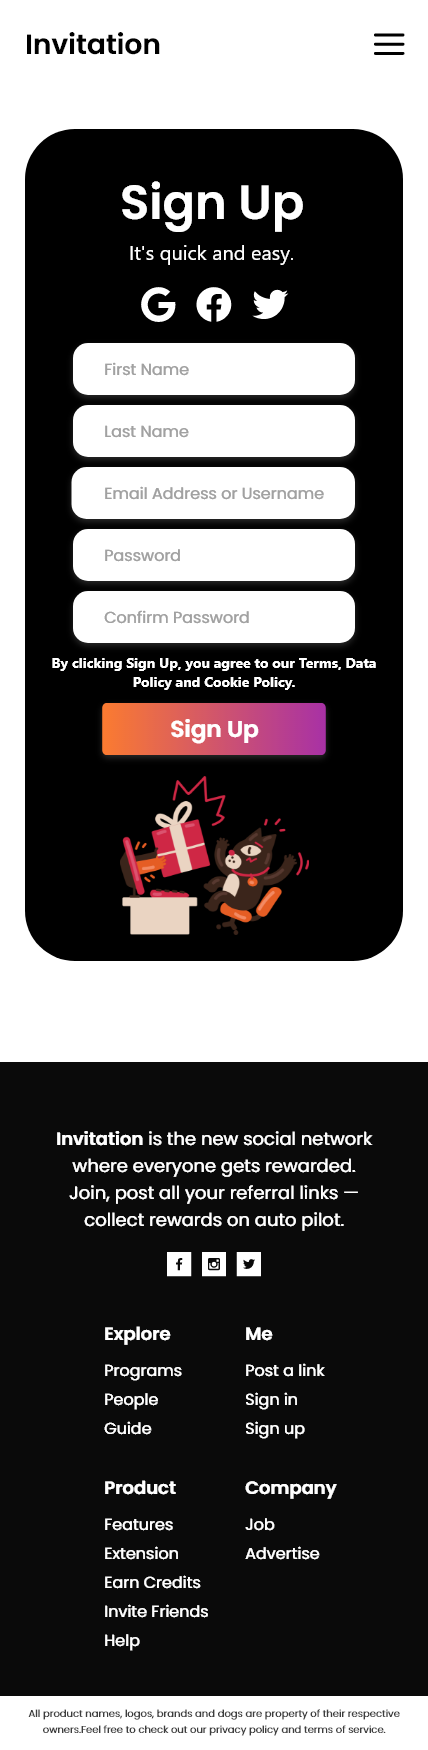 Invitation
Sign Up
It's quick and easy.
First Name
Last Name
Email Address or Username
Password
Confirm Password
By clicking Sign Up, you agree to our Terms, Data
Policy and Cookie Policy.
Sign Up
Invitation is the new social network
where everyone gets rewarded.
Join, post all your referral links —
collect rewards on auto pilot.
Explore
Programs
People
Guide
Me
Post a link
Sign in
Sign up
Product
Features
Extension
Earn Credits
Invite Friends
Help
Company
Job
Advertise
All product names, logos, brands and dogs are property of their respective
owners.Feel free to check out our privacy policy and terms of service.